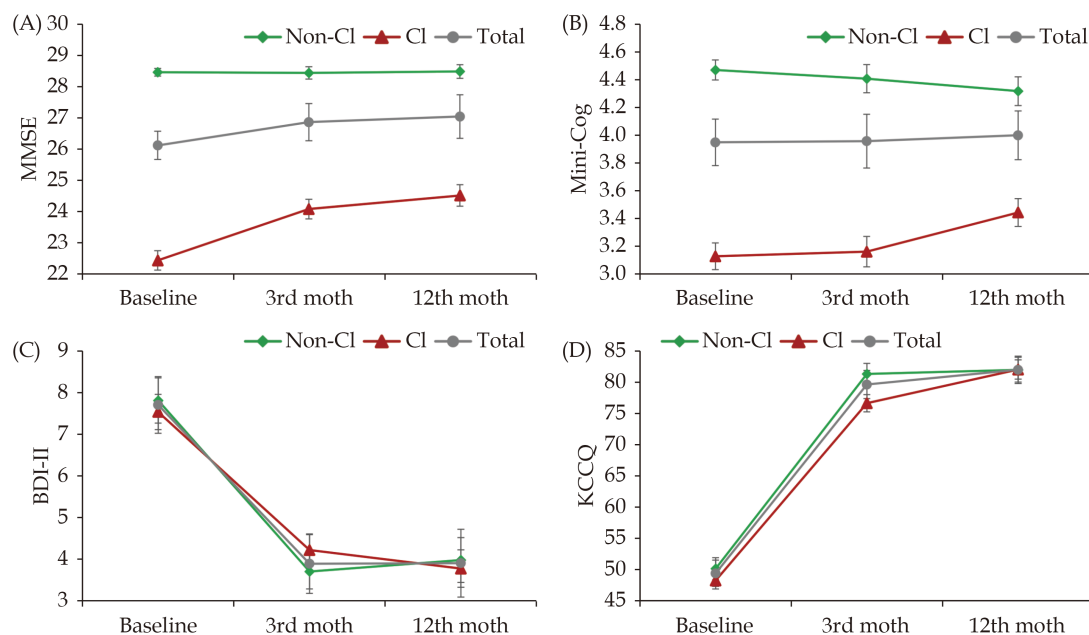 (A)
Non-Cl Cl Total
MMSE
30
29
28
27
26
25
24
23
22
Baseline 3rd moth 12th moth
(B)
Non-Cl Cl Total
Mini-Cog
4.8
4.6
4.4
4.2
4.0
3.8
3.6
3.4
3.2
3.0
Baseline 3rd moth 12th moth
(C)
Non-Cl Cl Total
BDI-II
9
8
7
6
5
4
3
Baseline 3rd moth 12th moth
(D)
Non-Cl Cl Total
KCCQ
85
80
75
70
65
60
55
50
45
Baseline 3rd moth 12th moth